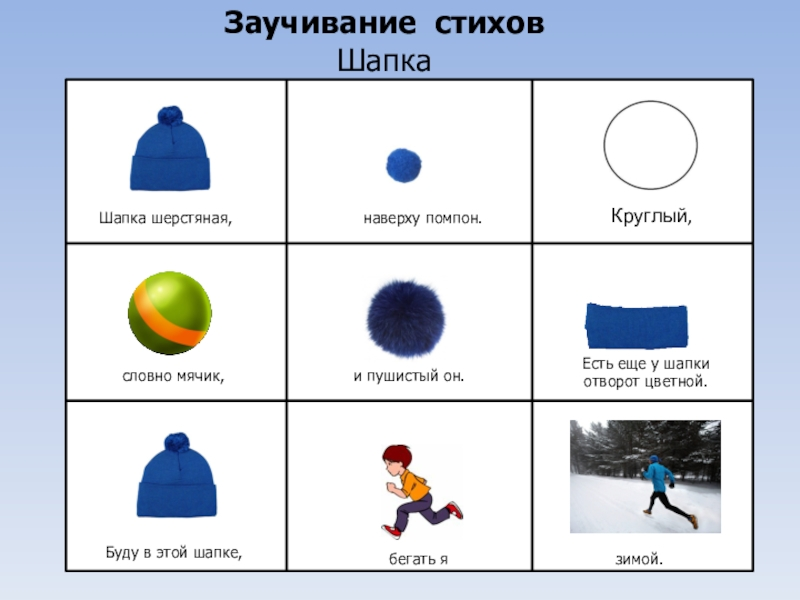 Заучивание стихов
Шапка
Шапка шерстяная,
наверху помпон.
Круглый,
словно мячик,
и пушистый он.
Есть еще у шапки
отворот цветной.
Буду в этой шапке,
бегать я
зимой.